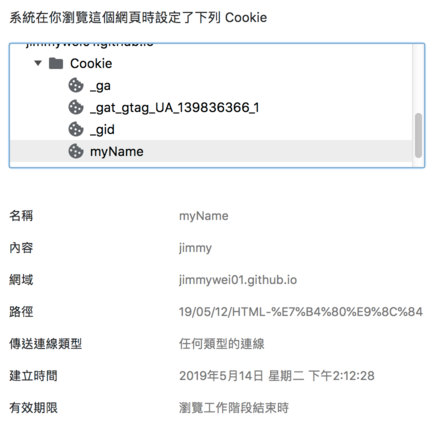 系統在你瀏覽這個網頁時設定了下列 Cookie
Cookie
_ga
_gat_gtag_UA_139836366_1
_gid
myName
名稱 myName
內容 jimmy
網域 jimmywei01.github.io
路徑 19/05/12/HTML-%E7%B4%80%E9%8C%84
傳送連線類型 任何類型的連線
建立時間 2019年5月14日 星期二 下午2:12:28
有效期限 瀏覽工作階段結束時